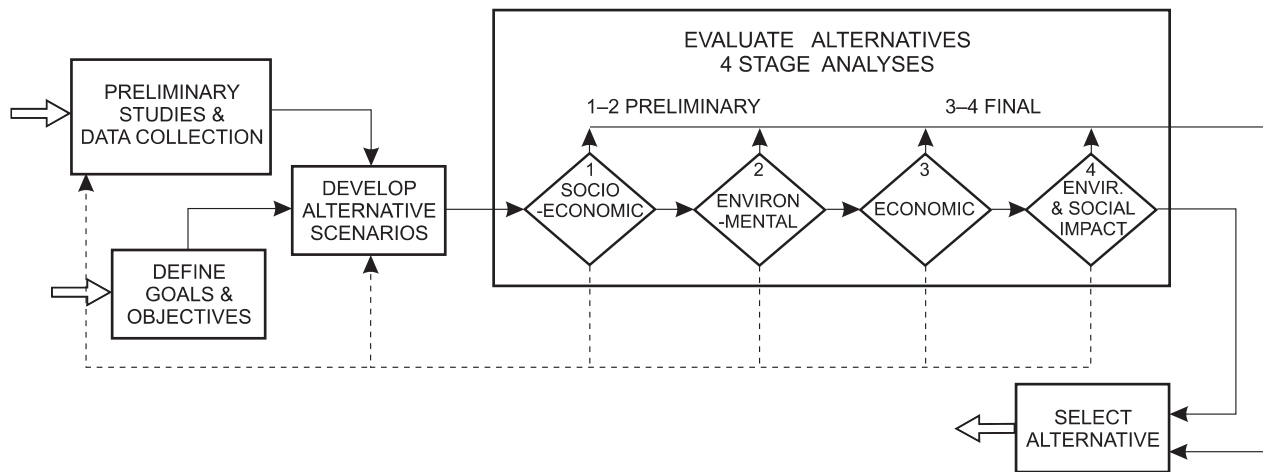 EVALUATE ALTERNATIVES
4 STAGE ANALYSES
1–2 PRELIMINARY
3–4 FINAL
PRELIMINARY
STUDIES &
DATA COLLECTION
DEFINE
GOALS &
OBJECTIVES
DEVELOP
ALTERNATIVE
SCENARIOS
1
SOCIO
-ECONOMIC
2
ENVIRON
-MENTAL
3
ECONOMIC
4
ENVIR.
& SOCIAL
IMPACT
SELECT
ALTERNATIVE